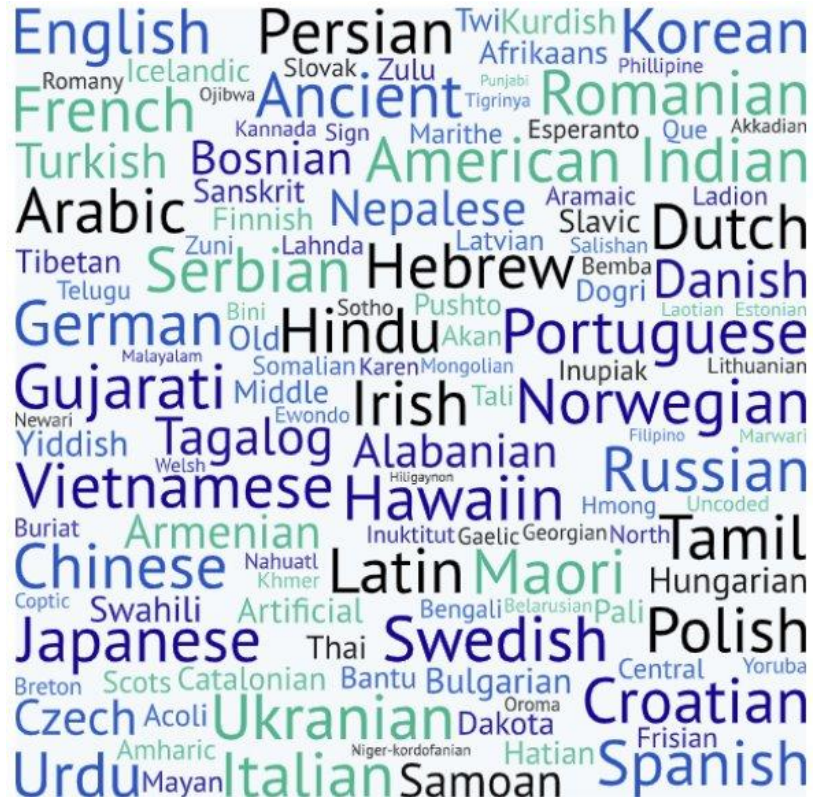 English Persian Twi Kurdish Korean
Afrikaans
Romany Icelandic Slovak Zulu Punjabi Phillipine
French Ojibwa Ancient Tigrinya Romanian
Kannada Sign Marithe Esperanto Que Akkadian
Turkish Bosnian American Indian
Arabic Sanskrit Nepalese Aramaic Ladion
Finnish Slavic Dutch
Zuni Lahnda Latvian Salishan
Tibetan Serbian Hebrew Bemba Danish
Telugu Dogri
German Bini Sotho Pushto Laotian Estonian
Old Hindu Akan Portuguese
Malayalam
Gujarati Somalian Karen Mongolian Inupiak Lithuanian
Middle Irish Tali Norwegian
Newari Ewondo
Yiddish Tagalog Alabanian Filipino Marwari
Welsh Russian
Vietnamese Hiligaynon Hawaiin Hmong Uncoded
Buriat Armenian Inuktitut Gaelic Georgian North Tamil
Chinese Nahuatl Latin Maori Hungarian
Khmer
Coptic Swahili Artificial Bengali Belarusian Pali Polish
Japanese Thai Swedish
Central Yoruba
Breton Scots Catalonian Bantu Bulgarian Croatian
Czech Acoli Ukranian Dakota Oroma
Frisian
Amharic Niger-kordofanian Hatian Spanish
Urdu Mayan Italian Samoan